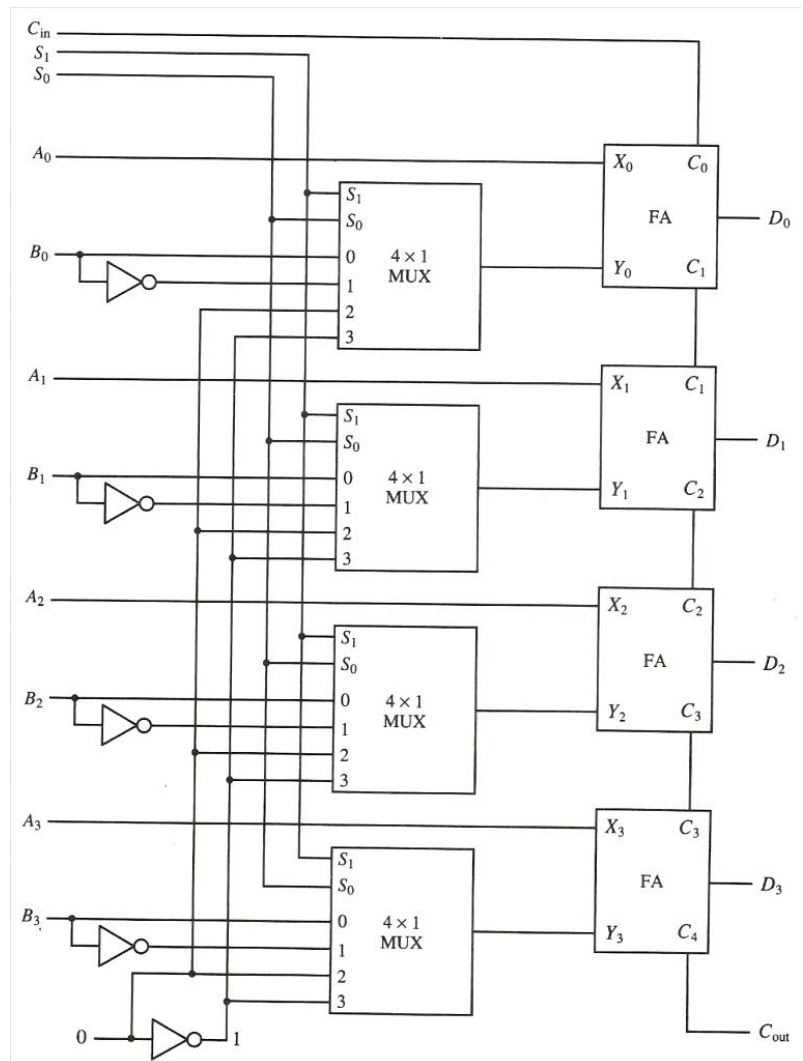 C_in
S_1
S_0
A_0
X_0 C_0
S_1
S_0
FA
D_0
B_0
0
4 × 1
MUX
1
Y_0 C_1
2
3
A_1
X_1 C_1
S_1
S_0
FA
D_1
B_1
0
4 × 1
MUX
1
Y_1 C_2
2
3
A_2
X_2 C_2
S_1
S_0
FA
D_2
B_2
0
4 × 1
MUX
1
Y_2 C_3
2
3
A_3
X_3 C_3
S_1
S_0
FA
D_3
B_3
0
4 × 1
MUX
1
Y_3 C_4
2
3
0
1
C_out